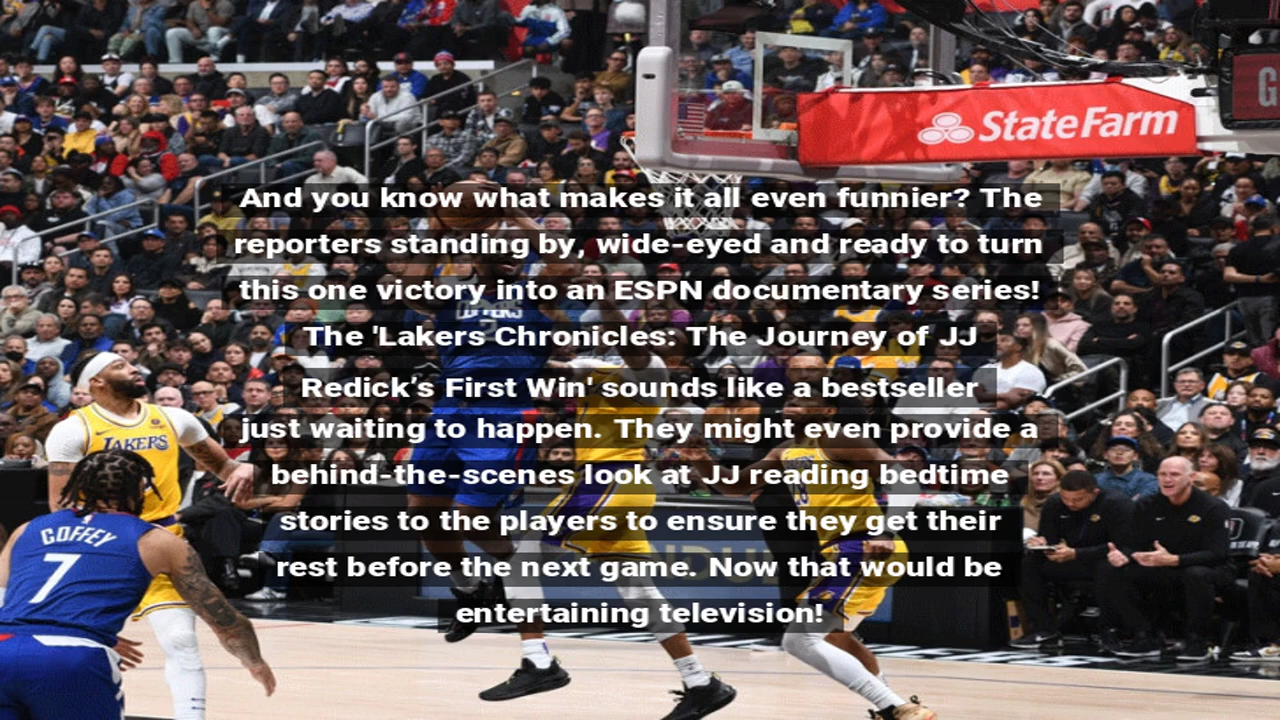 StateFarm
G
And you know what makes it all even funnier? The
reporters standing by, wide-eyed and ready to turn
this one victory into an ESPN documentary series!
The 'Lakers Chronicles: The Journey of JJ
Redick’s First Win' sounds like a bestseller
just waiting to happen. They might even provide a
behind-the-scenes look at JJ reading bedtime
stories to the players to ensure they get their
rest before the next game. Now that would be
entertaining television!
LAKERS
COFFEY
7